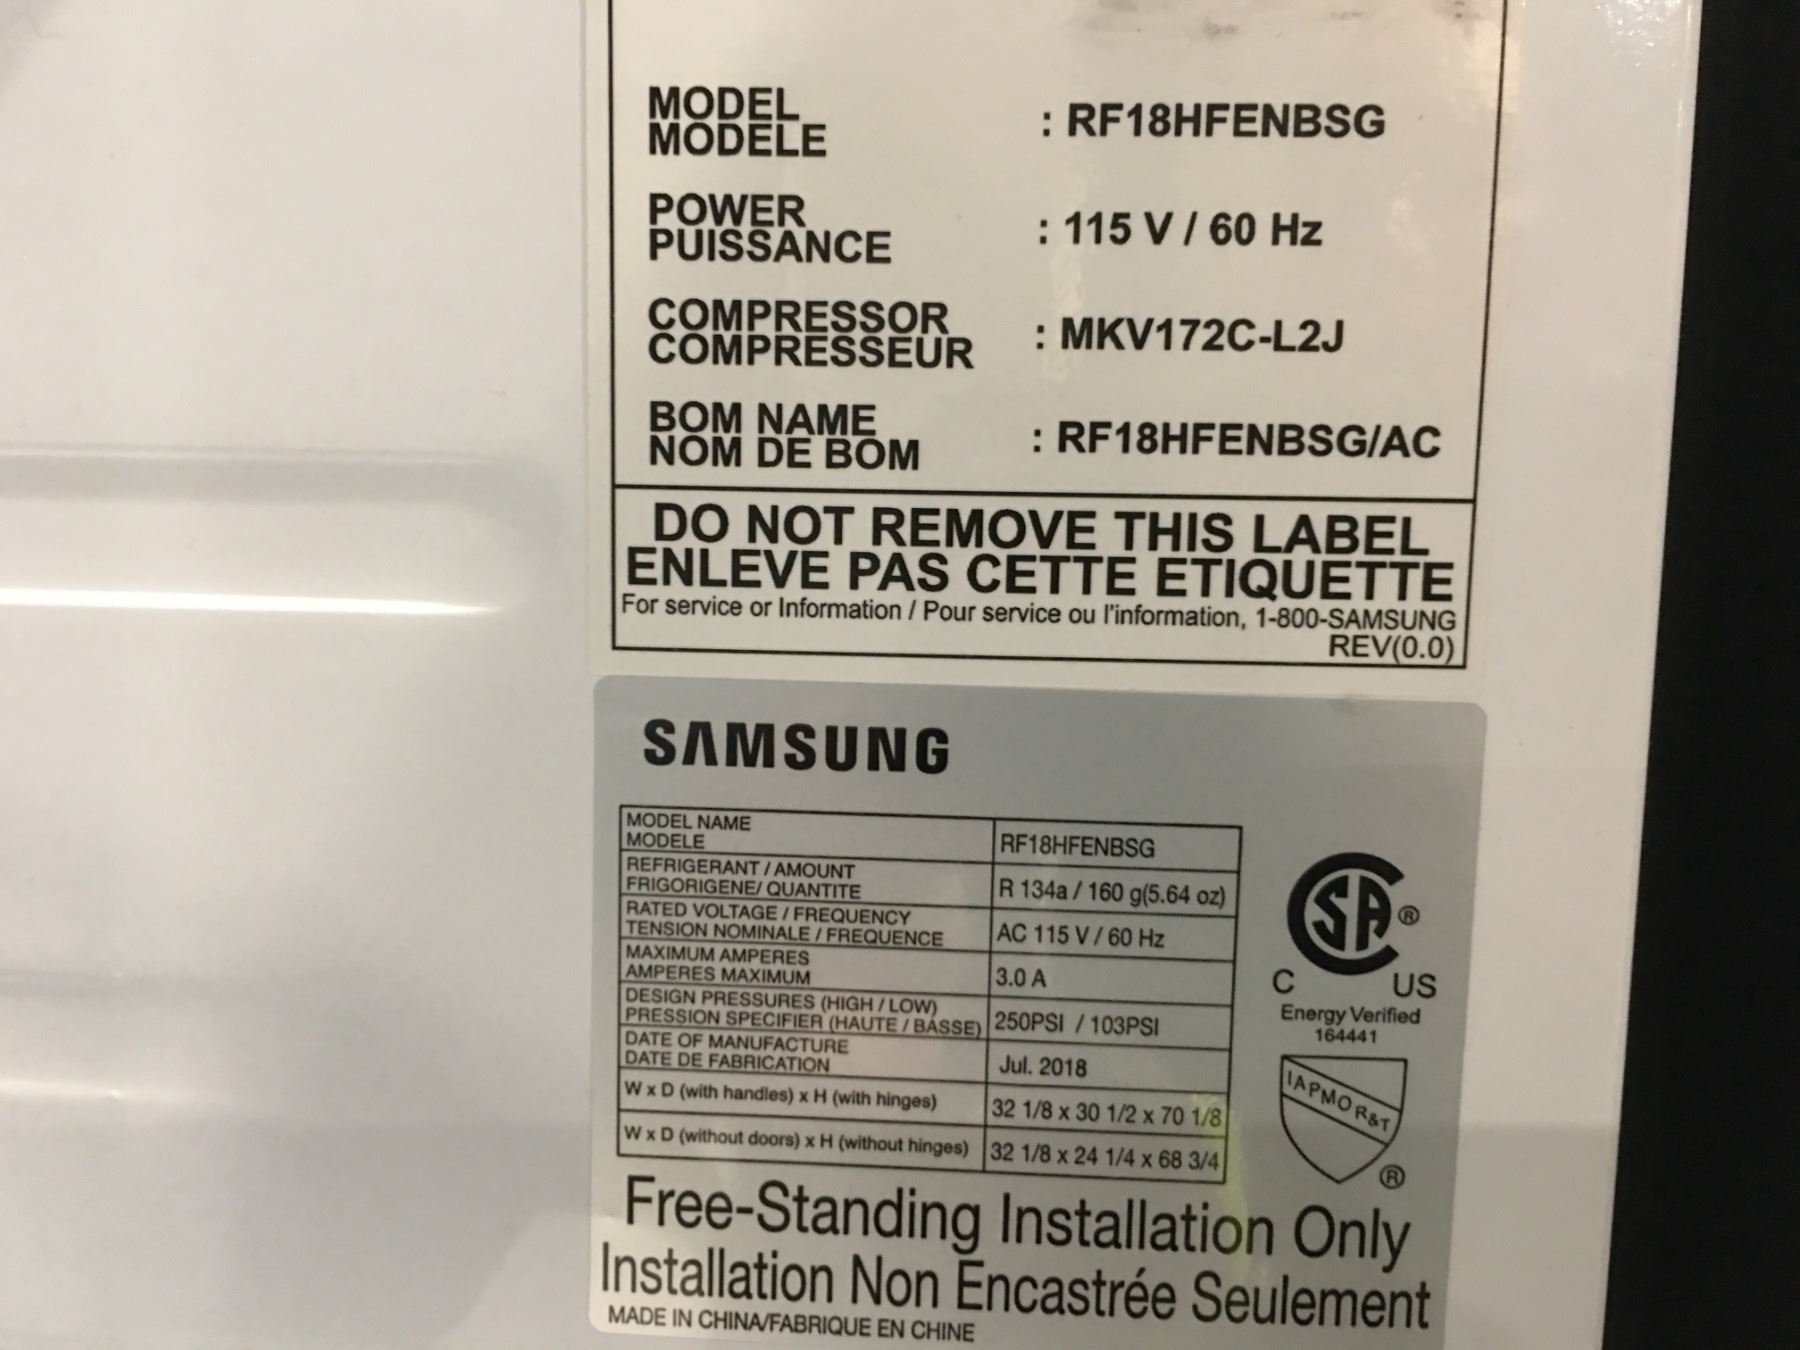 MODEL : RF18HFENBSG
MODELE
POWER : 115 V / 60 Hz
PUISSANCE
COMPRESSOR : MKV172C-L2J
COMPRESSEUR
BOM NAME : RF18HFENBSG/AC
NOM DE BOM
DO NOT REMOVE THIS LABEL
ENLEVE PAS CETTE ETIQUETTE
For service or Information / Pour service ou l'information, 1-800-SAMSUNG
REV(0.0)
SAMSUNG
MODEL NAME
MODELE RF18HFENBSG
REFRIGERANT / AMOUNT
FRIGORIGENE/ QUANTITE R 134a / 160 g(5.64 oz)
RATED VOLTAGE / FREQUENCY
TENSION NOMINALE / FREQUENCE AC 115 V / 60 Hz
MAXIMUM AMPERES
AMPERES MAXIMUM 3.0 A
DESIGN PRESSURES (HIGH / LOW)
PRESSION SPECIFIER (HAUTE / BASSE) 250PSI / 103PSI
DATE OF MANUFACTURE
DATE DE FABRICATION Jul. 2018
W x D (with handles) x H (with hinges) 32 1/8 x 30 1/2 x 70 1/8
W x D (without doors) x H (without hinges) 32 1/8 x 24 1/4 x 68 3/4
SA ®
C US
Energy Verified
164441
IAPMO R&T
®
Free-Standing Installation Only
Installation Non Encastrée Seulement
MADE IN CHINA/FABRIQUE EN CHINE